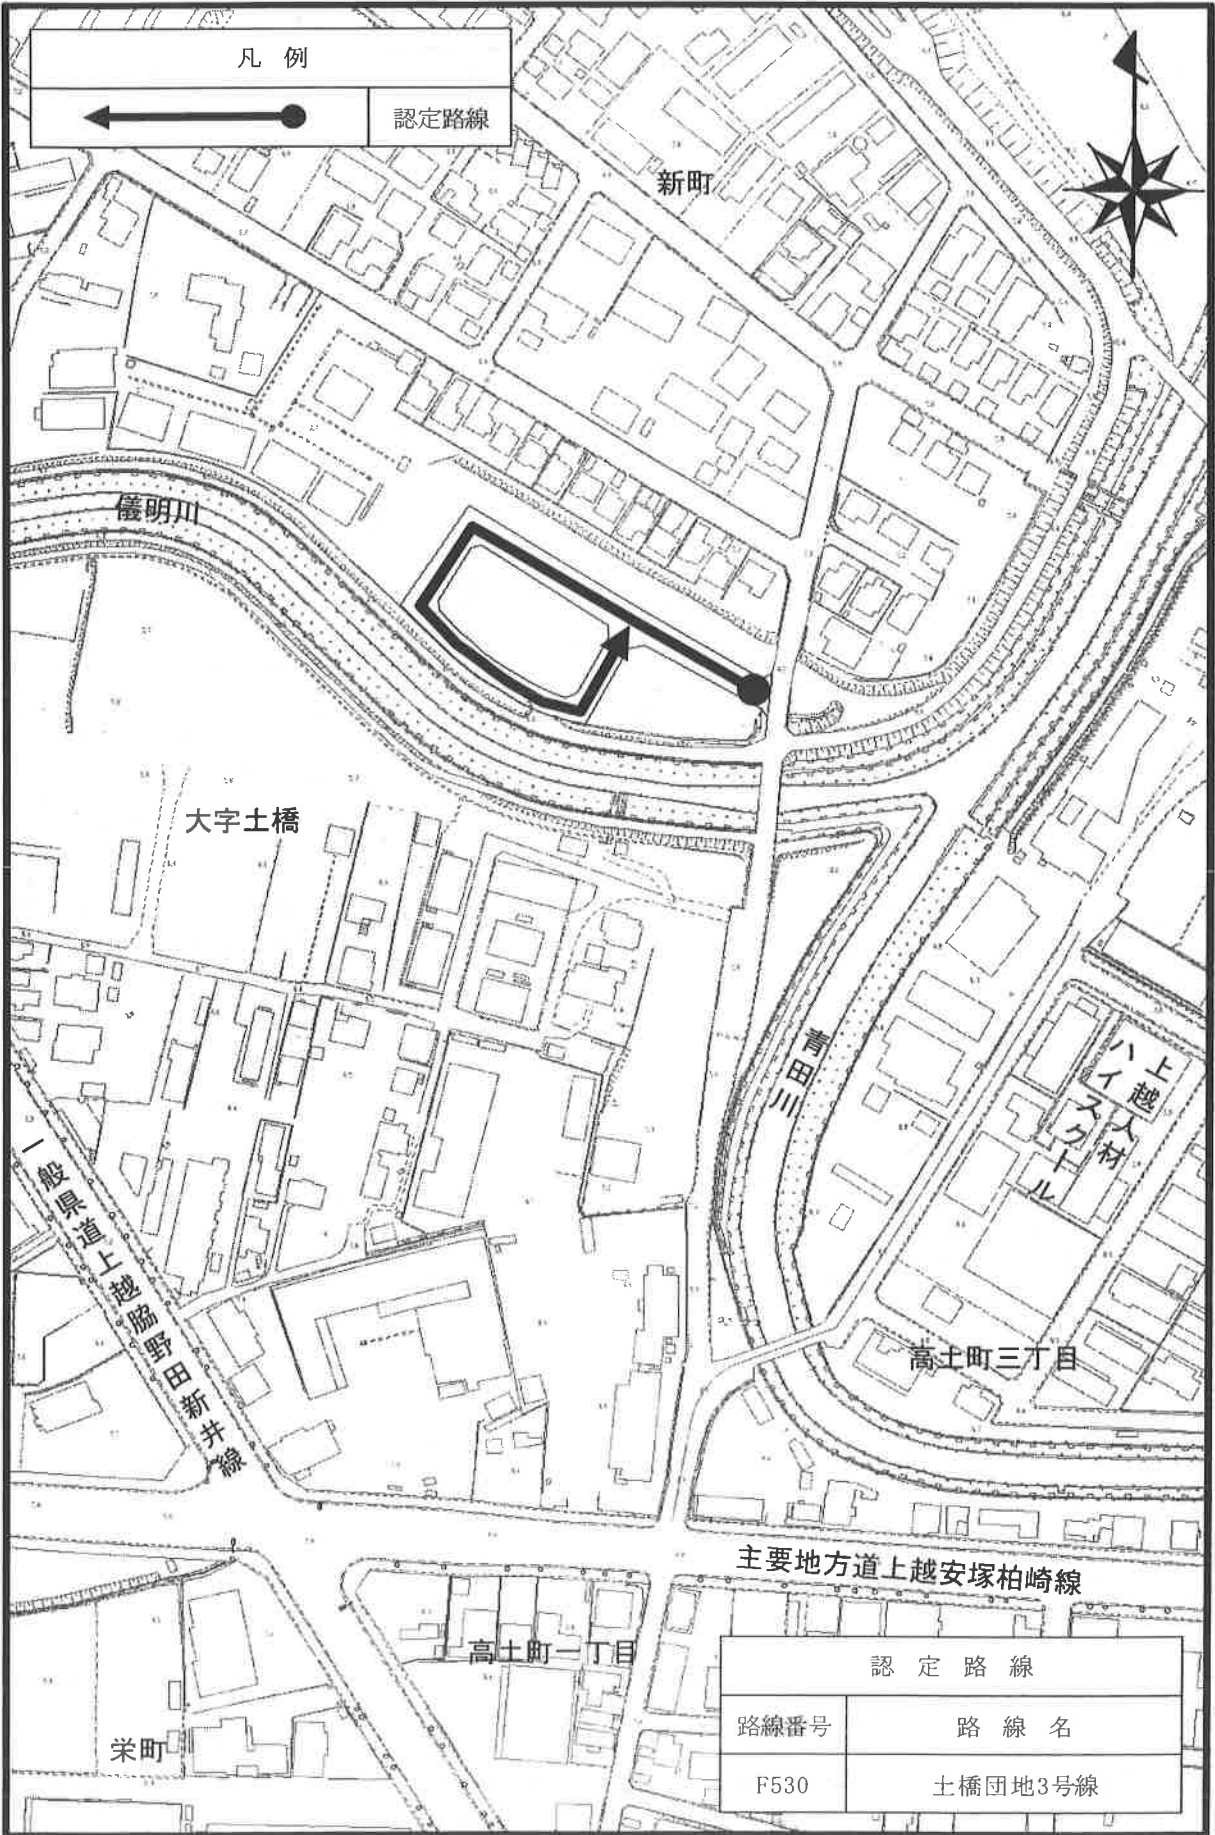 凡 例
認定路線
新町
儀明川
大字土橋
青田川
上越人材
ハイスクール
一般県道上越脇野田新井線
高土町三丁目
主要地方道上越安塚柏崎線
高土町一丁目
栄町
認 定 路 線
路線番号
路 線 名
F530
土橋団地3号線